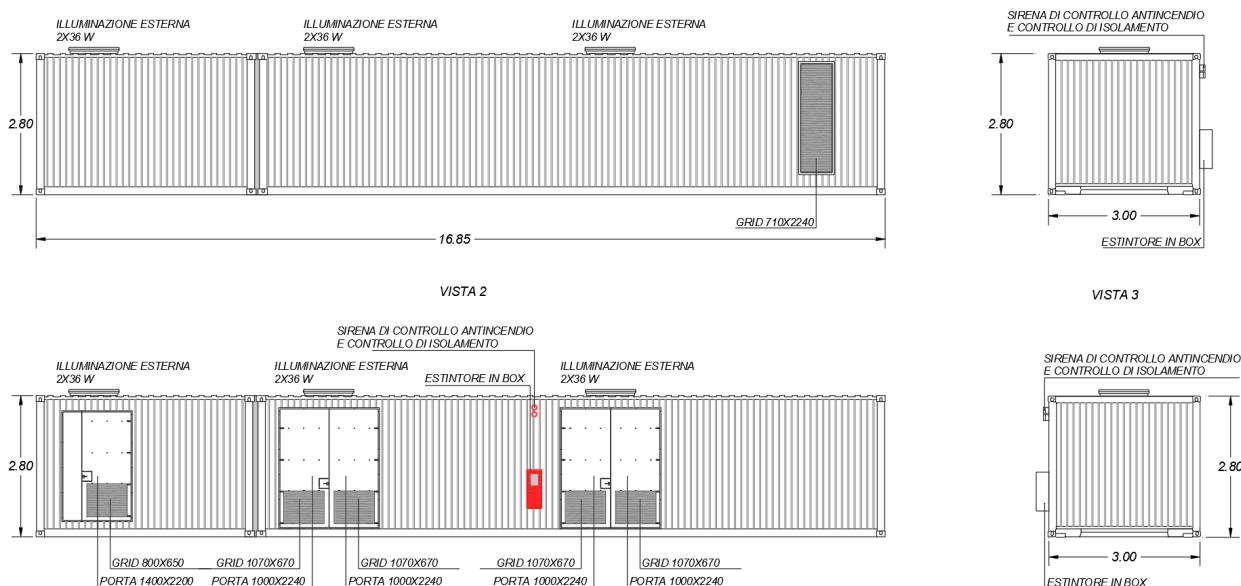 ILLUMINAZIONE ESTERNA
2X36 W
ILLUMINAZIONE ESTERNA
2X36 W
ILLUMINAZIONE ESTERNA
2X36 W
2.80
GRID 710X2240
16.85
VISTA 2
SIRENA DI CONTROLLO ANTINCENDIO
E CONTROLLO DI ISOLAMENTO
2.80
3.00
ESTINTORE IN BOX
VISTA 3
SIRENA DI CONTROLLO ANTINCENDIO
E CONTROLLO DI ISOLAMENTO
ILLUMINAZIONE ESTERNA
2X36 W
ILLUMINAZIONE ESTERNA
2X36 W
ESTINTORE IN BOX
ILLUMINAZIONE ESTERNA
2X36 W
2.80
GRID 800X650
GRID 1070X670
GRID 1070X670
GRID 1070X670
GRID 1070X670
PORTA 1400X2200
PORTA 1000X2240
PORTA 1000X2240
PORTA 1000X2240
PORTA 1000X2240
SIRENA DI CONTROLLO ANTINCENDIO
E CONTROLLO DI ISOLAMENTO
2.80
3.00
ESTINTORE IN BOX